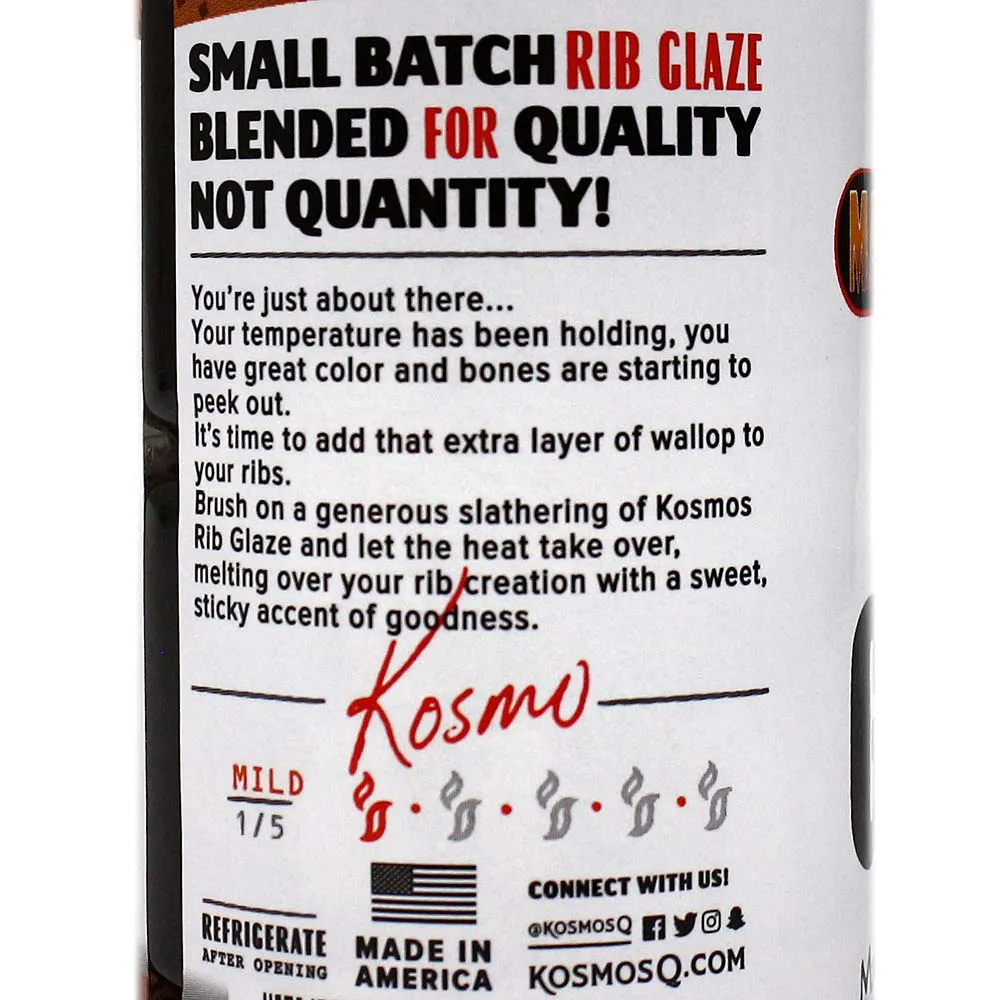 SMALL BATCH RIB GLAZE
BLENDED FOR QUALITY
NOT QUANTITY!
You're just about there...
Your temperature has been holding, you
have great color and bones are starting to
peek out.
It's time to add that extra layer of wallop to
your ribs.
Brush on a generous slathering of Kosmos
Rib Glaze and let the heat take over,
melting over your rib creation with a sweet,
sticky accent of goodness.
Kosmo
MILD
1/5
REFRIGERATE
AFTER OPENING
MADE IN
AMERICA
CONNECT WITH US!
@KOSMOSQ
KOSMOSQ.COM